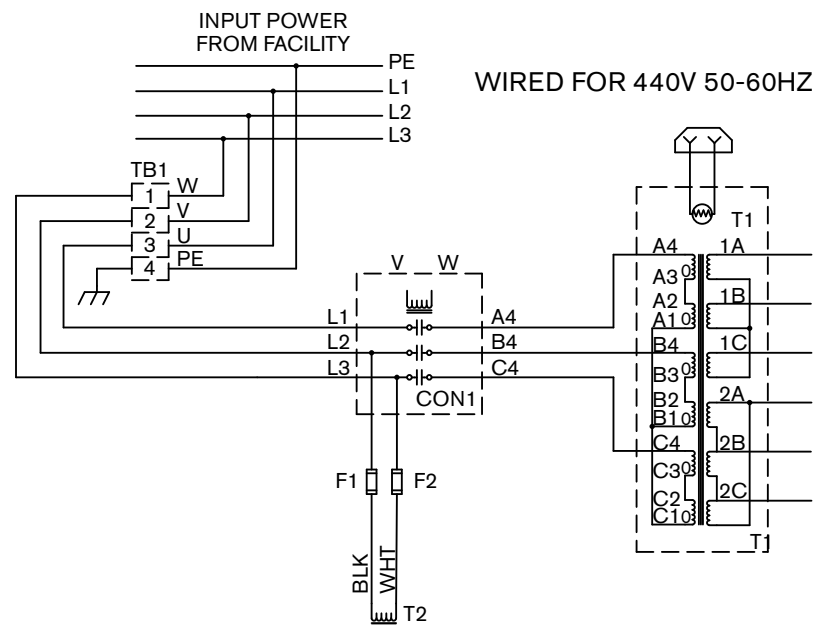 INPUT POWER
FROM FACILITY
PE
L1
L2
L3
WIRED FOR 440V 50-60HZ
TB1
1 W
2 V
3 U
4 PE
V W
L1 A4
L2 B4
L3 C4
CON1
F1 F2
BLK WHT
T2
T1
A4 1A
A3
A2 1B
A1
B4 1C
B3
B2 2A
B1
C4 2B
C3
C2 2C
C1
T1